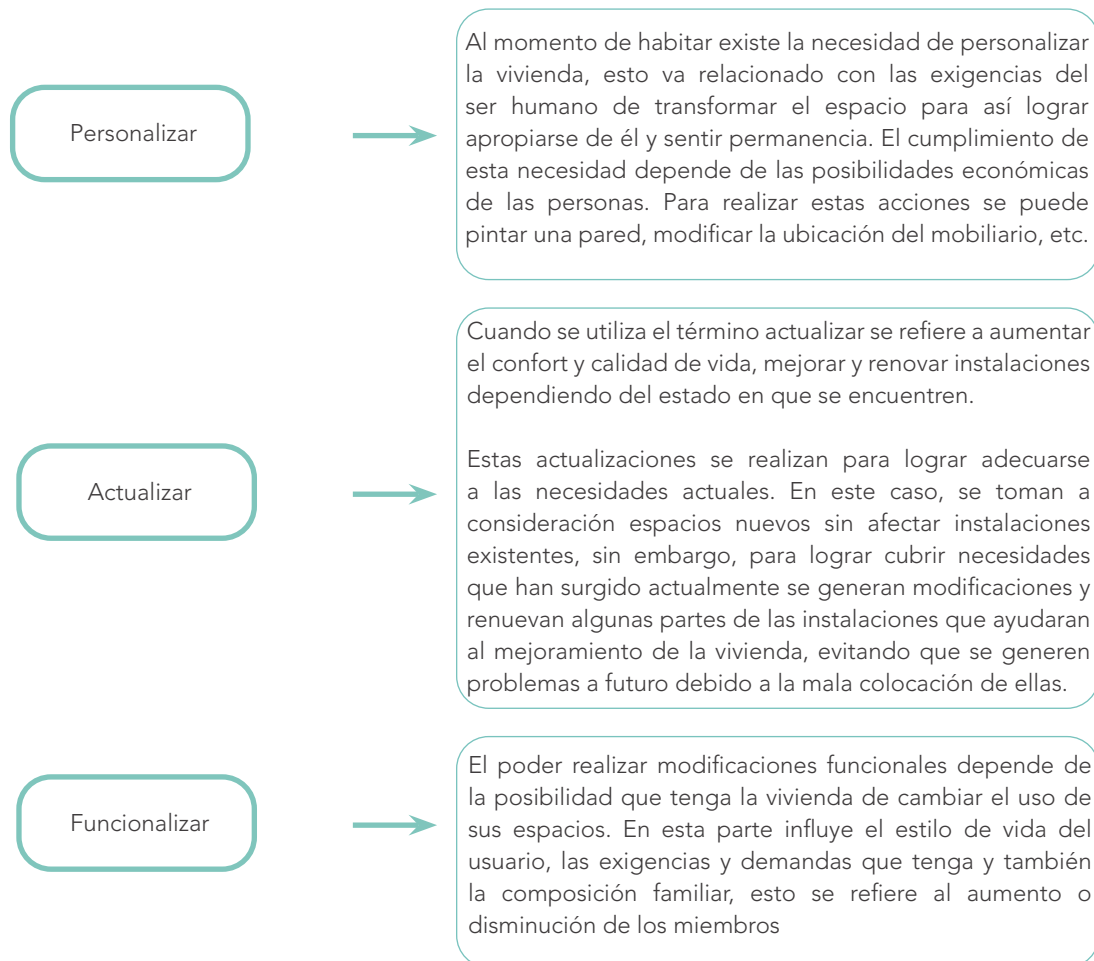 Personalizar
Al momento de habitar existe la necesidad de personalizar
la vivienda, esto va relacionado con las exigencias del
ser humano de transformar el espacio para así lograr
apropiarse de él y sentir permanencia. El cumplimiento de
esta necesidad depende de las posibilidades económicas
de las personas. Para realizar estas acciones se puede
pintar una pared, modificar la ubicación del mobiliario, etc.
Actualizar
Cuando se utiliza el término actualizar se refiere a aumentar
el confort y calidad de vida, mejorar y renovar instalaciones
dependiendo del estado en que se encuentren.
Estas actualizaciones se realizan para lograr adecuarse
a las necesidades actuales. En este caso, se toman a
consideración espacios nuevos sin afectar instalaciones
existentes, sin embargo, para lograr cubrir necesidades
que han surgido actualmente se generan modificaciones y
renuevan algunas partes de las instalaciones que ayudaran
al mejoramiento de la vivienda, evitando que se generen
problemas a futuro debido a la mala colocación de ellas.
Funcionalizar
El poder realizar modificaciones funcionales depende de
la posibilidad que tenga la vivienda de cambiar el uso de
sus espacios. En esta parte influye el estilo de vida del
usuario, las exigencias y demandas que tenga y también
la composición familiar, esto se refiere al aumento o
disminución de los miembros